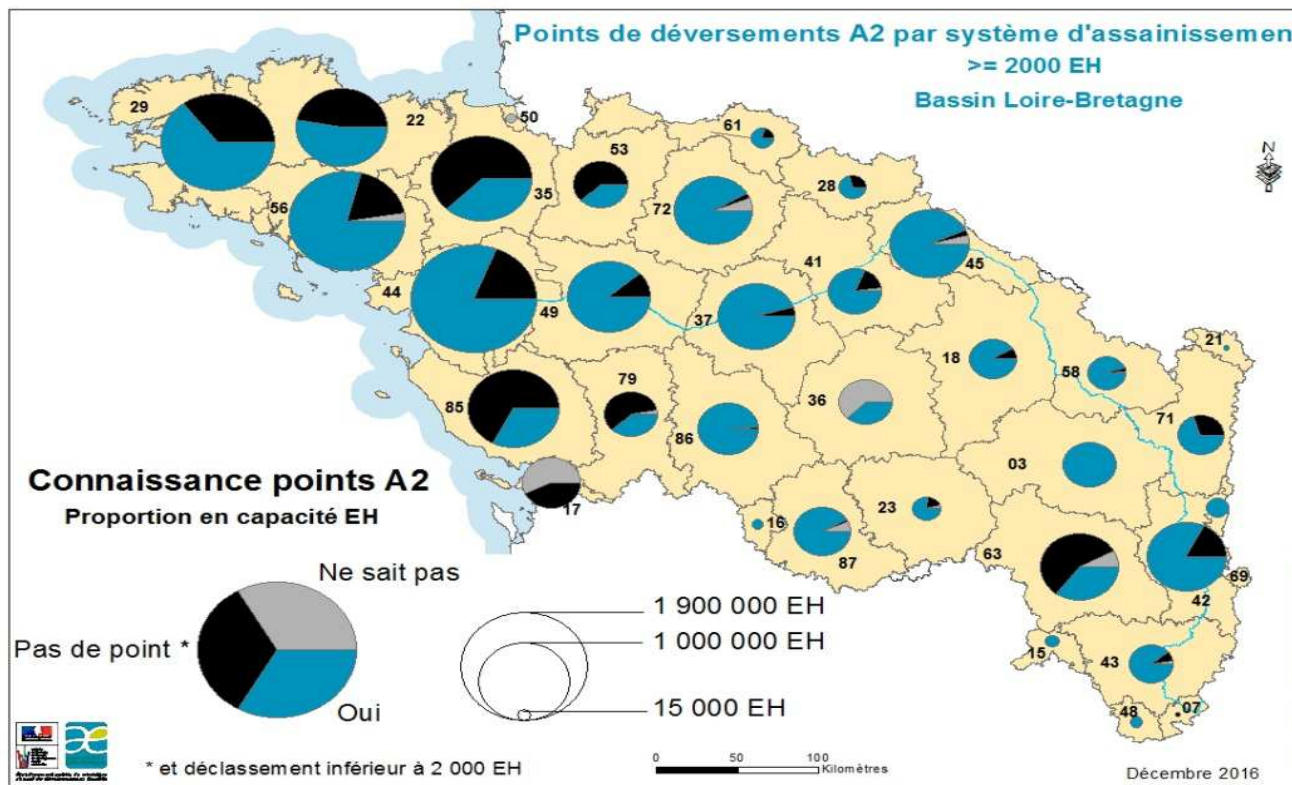 Points de déversements A2 par système d'assainissemen
>= 2000 EH
Bassin Loire-Bretagne
29
22
50
61
N
53
35
28
56
72
41
45
44
49
37
21
18
58
79
85
36
71
86
03
Connaissance points A2
Proportion en capacité EH
17
23
16
87
63
69
42
Ne sait pas
1 900 000 EH
Pas de point *
1 000 000 EH
15
43
Oui
15 000 EH
48
07
* et déclassement inférieur à 2 000 EH
0 50 100
Kilomètres
Décembre 2016